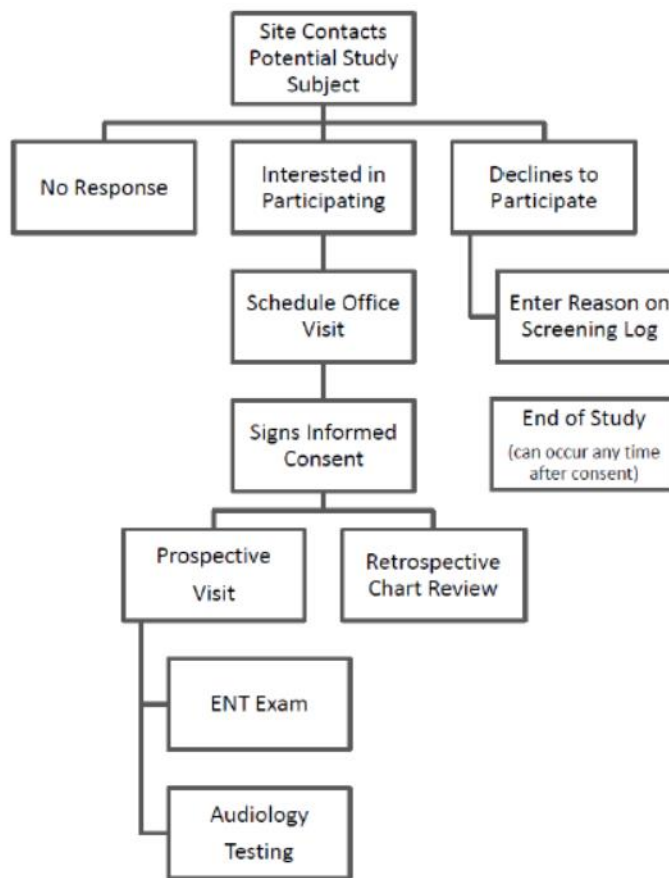 Site Contacts
Potential Study
Subject
No Response
Interested in
Participating
Declines to
Participate
Schedule Office
Visit
Enter Reason on
Screening Log
Signs Informed
Consent
End of Study
(can occur any time
after consent)
Prospective
Visit
Retrospective
Chart Review
ENT Exam
Audiology
Testing